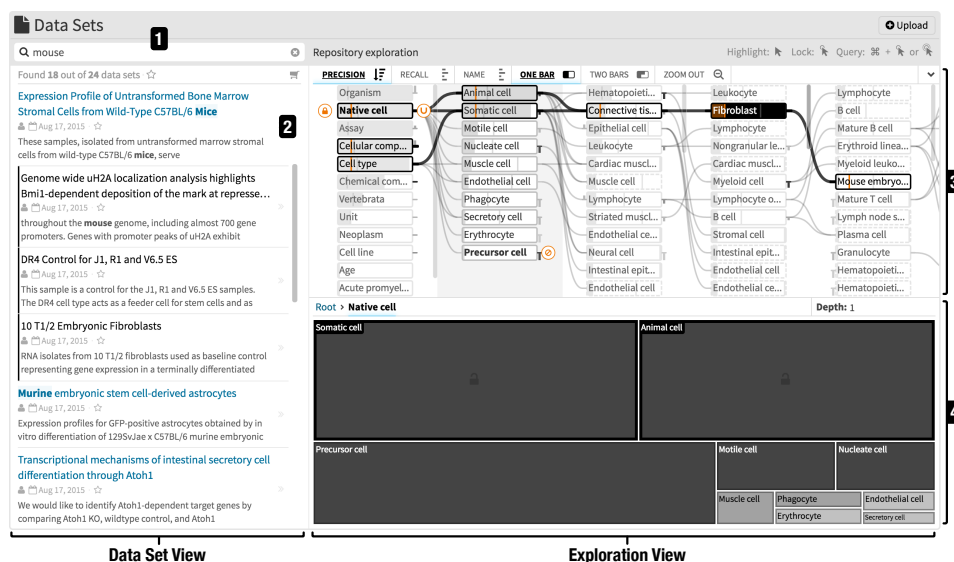 Data Sets
Upload
1
mouse
Repository exploration
Highlight: Lock: Query: ⌘ + or
Found 18 out of 24 data sets
PRECISION RECALL NAME ONE BAR TWO BARS ZOOM OUT
Expression Profile of Untransformed Bone Marrow
Stromal Cells from Wild-Type C57BL/6 Mice
Aug 17, 2015
2
These samples, isolated from untransformed marrow stromal
cells from wild-type C57BL/6 mice, serve
Genome wide uH2A localization analysis highlights
Bmi1-dependent deposition of the mark at represse…
Aug 17, 2015
throughout the mouse genome, including almost 700 gene
promoters. Genes with promoter peaks of uH2A exhibit
DR4 Control for J1, R1 and V6.5 ES
Aug 17, 2015
This sample is a control for the J1, R1 and V6.5 ES samples.
The DR4 cell type acts as a feeder cell for stem cells and as
10 T1/2 Embryonic Fibroblasts
Aug 17, 2015
RNA isolates from 10 T1/2 fibroblasts used as baseline control
representing gene expression in a terminally differentiated
Murine embryonic stem cell-derived astrocytes
Aug 17, 2015
Expression profiles for GFP-positive astrocytes obtained by in
vitro differentiation of 129SvJae x C57BL/6 murine embryonic
Transcriptional mechanisms of intestinal secretory cell
differentiation through Atoh1
Aug 17, 2015
We would like to identify Atoh1-dependent target genes by
comparing Atoh1 KO, wildtype control, and Atoh1
Organism
Native cell
Assay
Cellular comp...
Cell type
Chemical com...
Vertebrata
Unit
Neoplasm
Cell line
Age
Acute promyel...
Animal cell
Somatic cell
Motile cell
Nucleate cell
Muscle cell
Endothelial cell
Phagocyte
Secretory cell
Erythrocyte
Precursor cell
Hematopoieti...
Connective tis...
Epithelial cell
Leukocyte
Cardiac muscl...
Muscle cell
Lymphocyte
Striated muscl...
Endothelial ce...
Neural cell
Intestinal epit...
Endothelial cell
Leukocyte
Fibroblast
Lymphocyte
Nongranular le...
Cardiac muscl...
Myeloid cell
Lymphocyte o...
B cell
Stromal cell
Intestinal epit...
Endothelial cell
Endothelial ce...
Lymphocyte
B cell
Mature B cell
Erythroid linea...
Myeloid leuko...
Mouse embryo...
Mature T cell
Lymph node s...
Plasma cell
Granulocyte
Hematopoieti...
Hematopoieti...
3
Root > Native cell
Depth: 1
Somatic cell
Animal cell
4
Precursor cell
Motile cell
Nucleate cell
Muscle cell
Phagocyte
Endothelial cell
Erythrocyte
Secretory cell
Data Set View
Exploration View